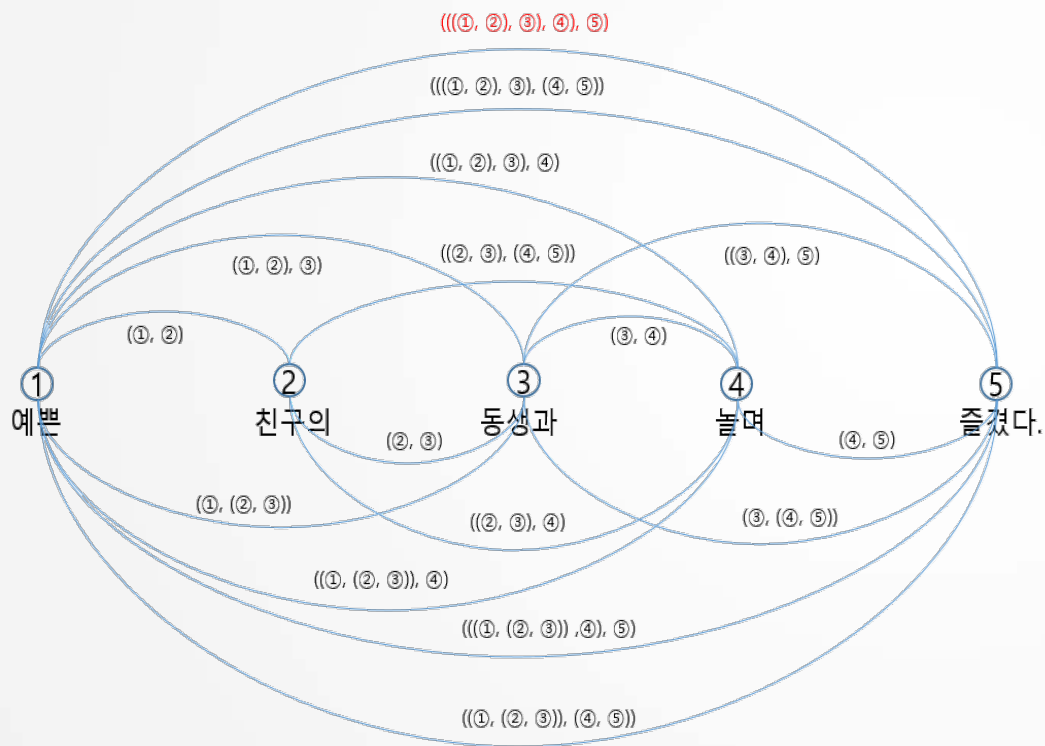 (((①, ②), ③), ④), ⑤)
(((①, ②), ③), (④, ⑤))
((①, ②), ③), ④)
((②, ③), (④, ⑤))
((③, ④), ⑤)
(①, ②), ③)
(①, ②)
(③, ④)
1 2 3 4 5
예쁜 친구의 동생과 놀며 즐겼다.
(②, ③)
(④, ⑤)
(①, (②, ③))
((②, ③), ④)
(③, (④, ⑤))
((①, (②, ③)), ④)
(((①, (②, ③)) ,④), ⑤)
((①, (②, ③)), (④, ⑤))